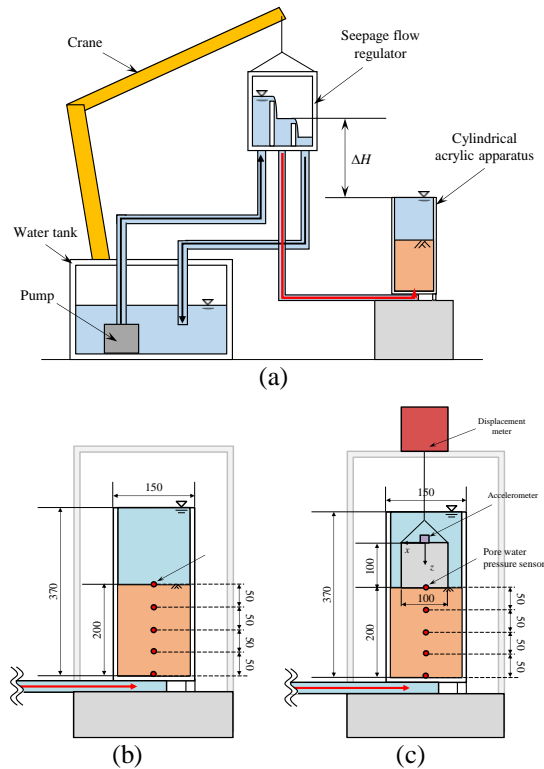 Crane
Seepage flow
regulator
Cylindrical
acrylic apparatus
ΔH
Water tank
Pump
(a)
150
370
200
50
50
50
50
(b)
Displacement
meter
150
Accelerometer
x
z
100
Pore water
pressure sensor
100
370
200
50
50
50
50
(c)